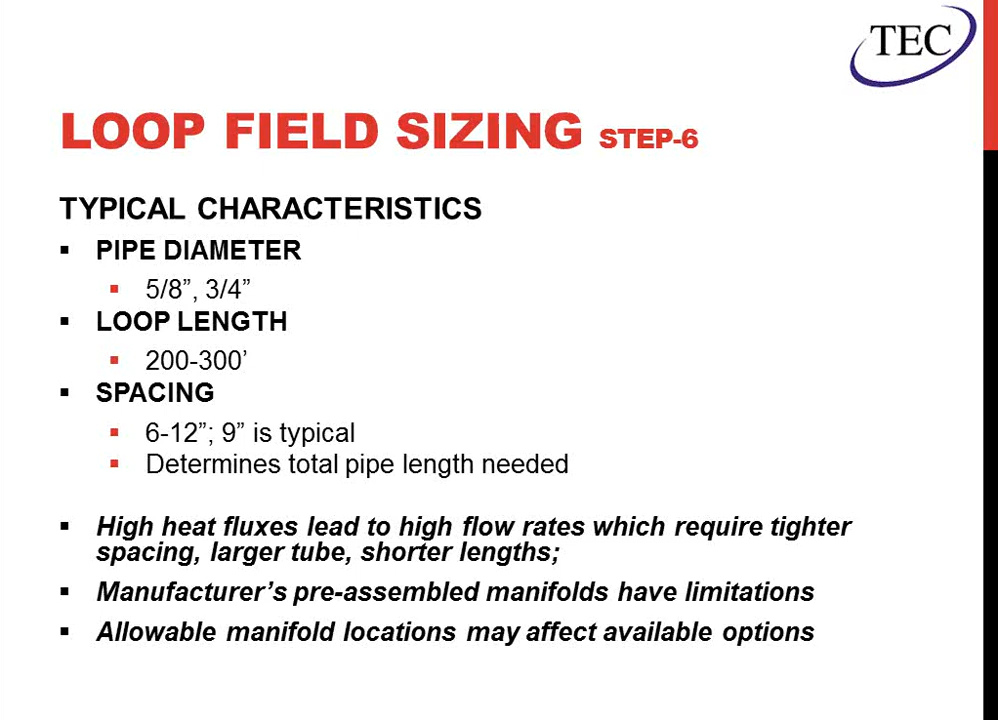 TEC
LOOP FIELD SIZING STEP-6
TYPICAL CHARACTERISTICS
▪ PIPE DIAMETER
▪ 5/8”, 3/4”
▪ LOOP LENGTH
▪ 200-300’
▪ SPACING
▪ 6-12”; 9” is typical
▪ Determines total pipe length needed
▪ High heat fluxes lead to high flow rates which require tighter
spacing, larger tube, shorter lengths;
▪ Manufacturer’s pre-assembled manifolds have limitations
▪ Allowable manifold locations may affect available options